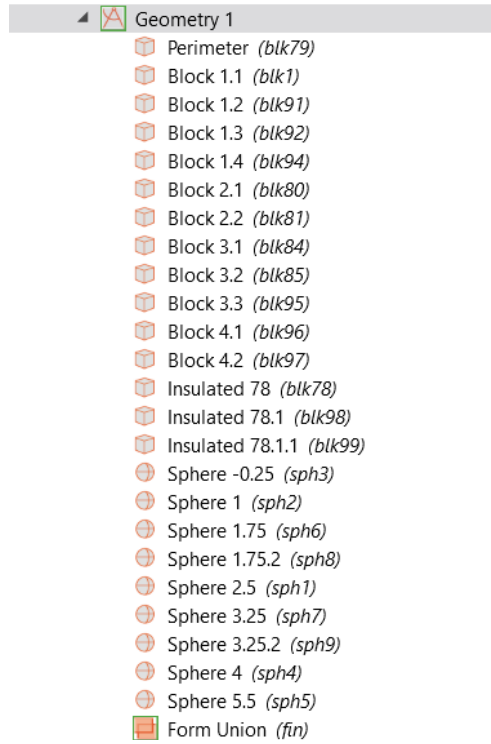 Geometry 1
Perimeter (blk79)
Block 1.1 (blk1)
Block 1.2 (blk91)
Block 1.3 (blk92)
Block 1.4 (blk94)
Block 2.1 (blk80)
Block 2.2 (blk81)
Block 3.1 (blk84)
Block 3.2 (blk85)
Block 3.3 (blk95)
Block 4.1 (blk96)
Block 4.2 (blk97)
Insulated 78 (blk78)
Insulated 78.1 (blk98)
Insulated 78.1.1 (blk99)
Sphere -0.25 (sph3)
Sphere 1 (sph2)
Sphere 1.75 (sph6)
Sphere 1.75.2 (sph8)
Sphere 2.5 (sph1)
Sphere 3.25 (sph7)
Sphere 3.25.2 (sph9)
Sphere 4 (sph4)
Sphere 5.5 (sph5)
Form Union (fin)